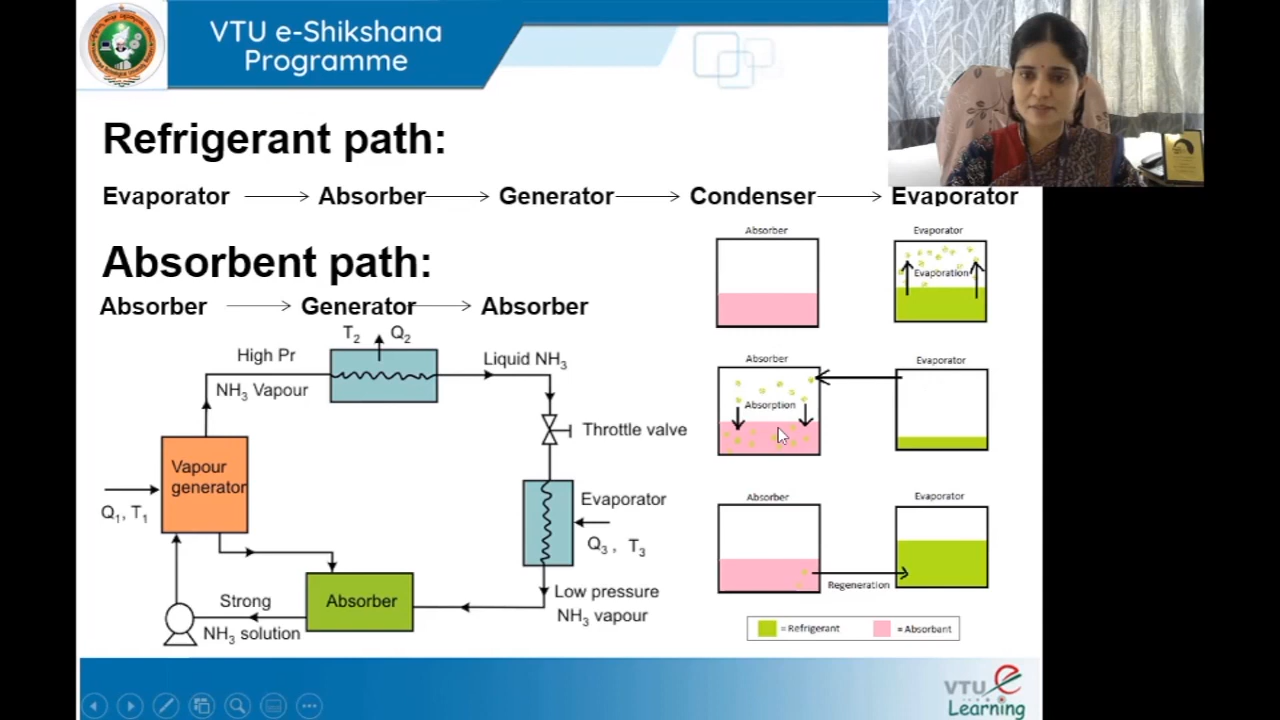 VTU e-Shikshana
Programme
Refrigerant path:
Evaporator Absorber Generator Condenser Evaporator
Absorbent path:
Absorber Generator Absorber
T2 Q2
High Pr
NH3 Vapour
Liquid NH3
Throttle valve
Vapour
generator
Q1, T1
Evaporator
Q3 , T3
Low pressure
NH3 vapour
Absorber
Strong
NH3 solution
Absorber
Evaporator
Evaporation
Absorber
Evaporator
Absorption
Absorber
Evaporator
Regeneration
= Refrigerant = Absorbant
VTU e
Learning